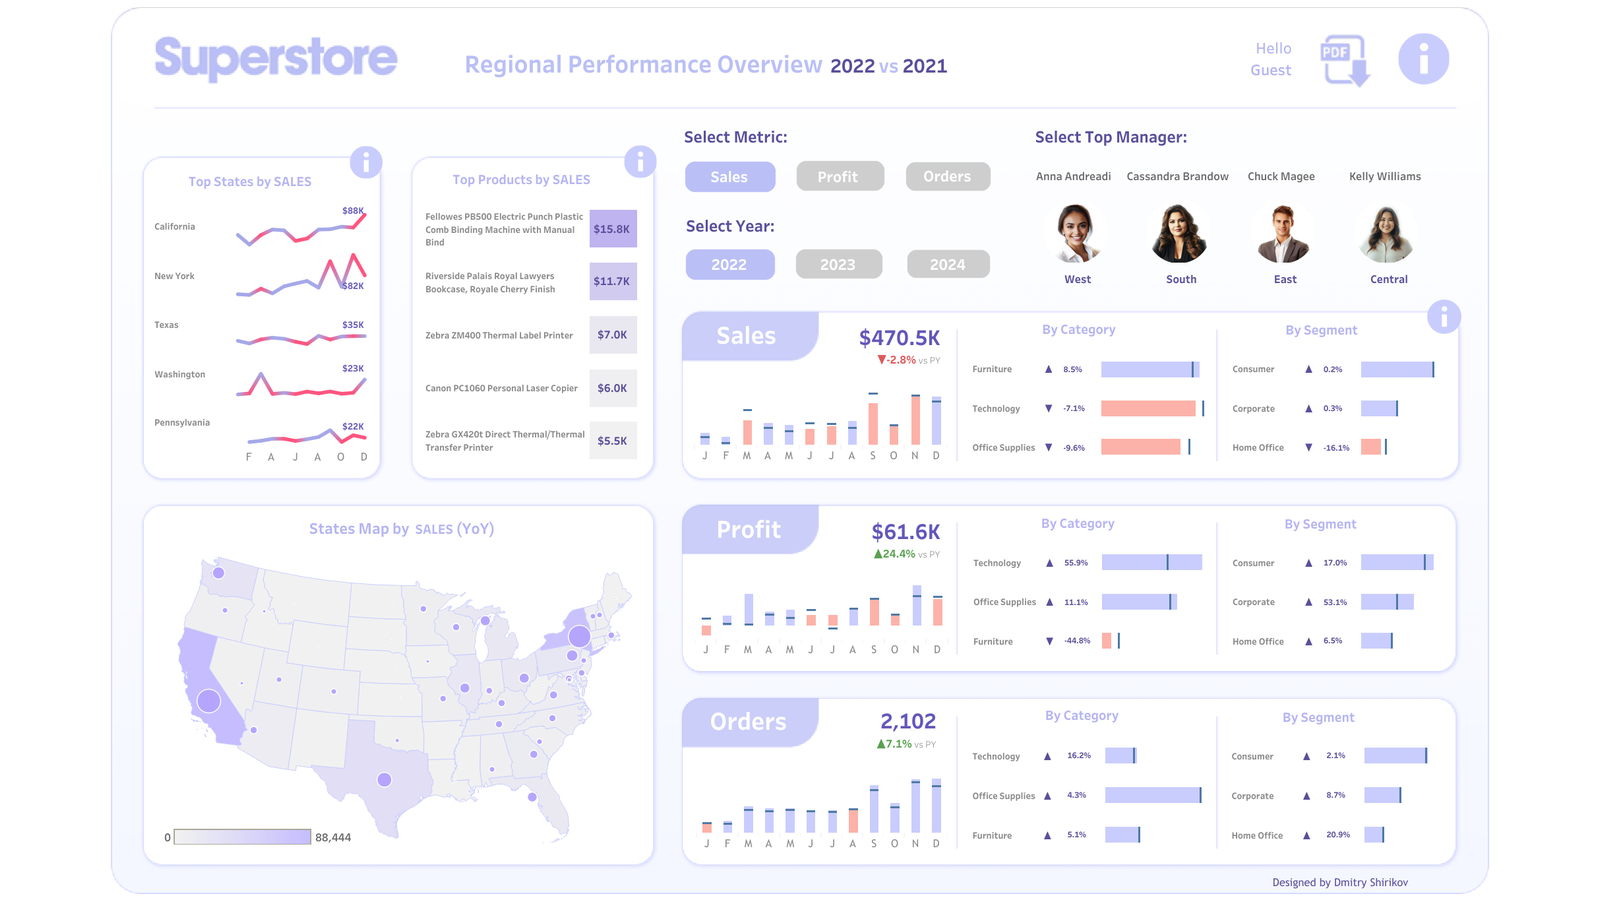 Superstore
Regional Performance Overview 2022 vs 2021
Hello
Guest
PDF
i
Select Metric:
Sales
Profit
Orders
Select Year:
2022
2023
2024
Select Top Manager:
Anna Andreadi
Cassandra Brandow
Chuck Magee
Kelly Williams
West
South
East
Central
i
Top States by SALES
California
$88K
New York
$82K
Texas
$35K
Washington
$23K
Pennsylvania
$22K
F A J A O D
i
Top Products by SALES
Fellowes PB500 Electric Punch Plastic
Comb Binding Machine with Manual
Bind
$15.8K
Riverside Palais Royal Lawyers
Bookcase, Royale Cherry Finish
$11.7K
Zebra ZM400 Thermal Label Printer
$7.0K
Canon PC1060 Personal Laser Copier
$6.0K
Zebra GX420t Direct Thermal/Thermal
Transfer Printer
$5.5K
States Map by SALES (YoY)
0
88,444
i
Sales
$470.5K
▼-2.8% vs PY
J F M A M J J A S O N D
By Category
Furniture ▲ 8.5%
Technology ▼ -7.1%
Office Supplies ▼ -9.6%
By Segment
Consumer ▲ 0.2%
Corporate ▲ 0.3%
Home Office ▼ -16.1%
Profit
$61.6K
▲24.4% vs PY
J F M A M J J A S O N D
By Category
Technology ▲ 55.9%
Office Supplies ▲ 11.1%
Furniture ▼ -44.8%
By Segment
Consumer ▲ 17.0%
Corporate ▲ 53.1%
Home Office ▲ 6.5%
Orders
2,102
▲7.1% vs PY
J F M A M J J A S O N D
By Category
Technology ▲ 16.2%
Office Supplies ▲ 4.3%
Furniture ▲ 5.1%
By Segment
Consumer ▲ 2.1%
Corporate ▲ 8.7%
Home Office ▲ 20.9%
Designed by Dmitry Shirikov